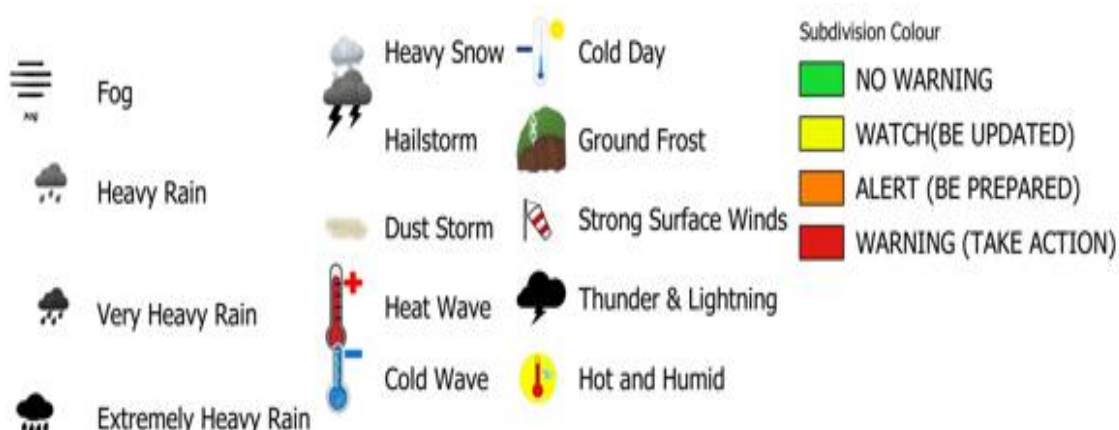 Fog
Heavy Rain
Very Heavy Rain
Extremely Heavy Rain
Heavy Snow
Hailstorm
Dust Storm
Heat Wave
Cold Wave
Cold Day
Ground Frost
Strong Surface Winds
Thunder & Lightning
Hot and Humid
Subdivision Colour
NO WARNING
WATCH(BE UPDATED)
ALERT (BE PREPARED)
WARNING (TAKE ACTION)